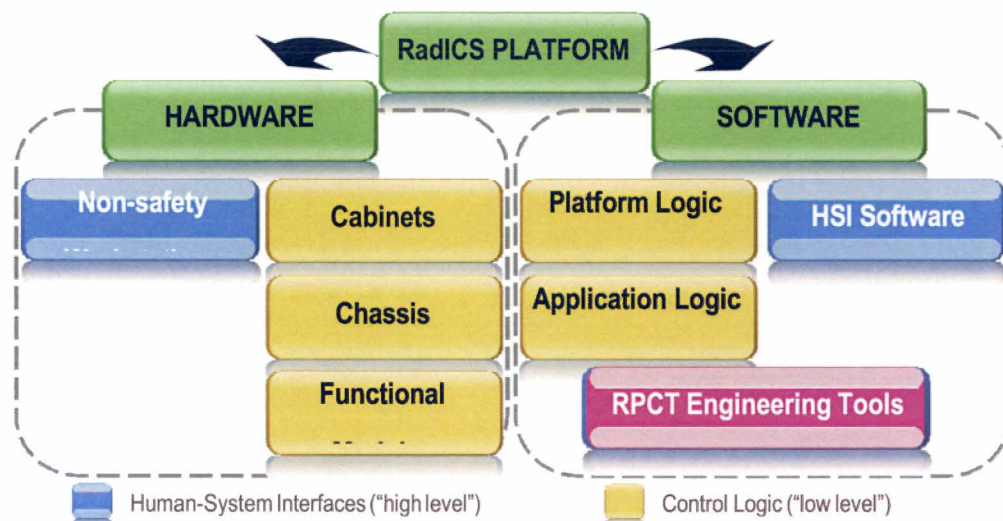 RadICS PLATFORM
HARDWARE
SOFTWARE
Non-safety
Cabinets
Platform Logic
HSI Software
Chassis
Application Logic
Functional
RPCT Engineering Tools
Human-System Interfaces ("high level")
Control Logic ("low level")